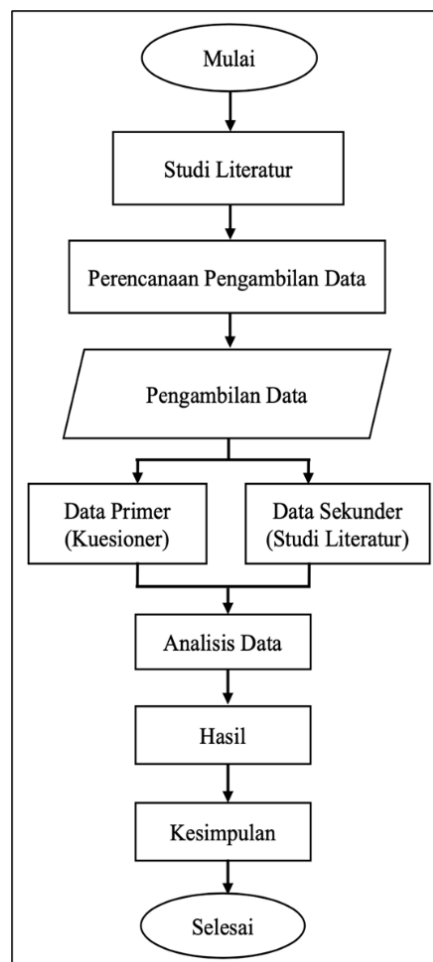 Mulai
Studi Literatur
Perencanaan Pengambilan Data
Pengambilan Data
Data Primer
(Kuesioner)
Data Sekunder
(Studi Literatur)
Analisis Data
Hasil
Kesimpulan
Selesai